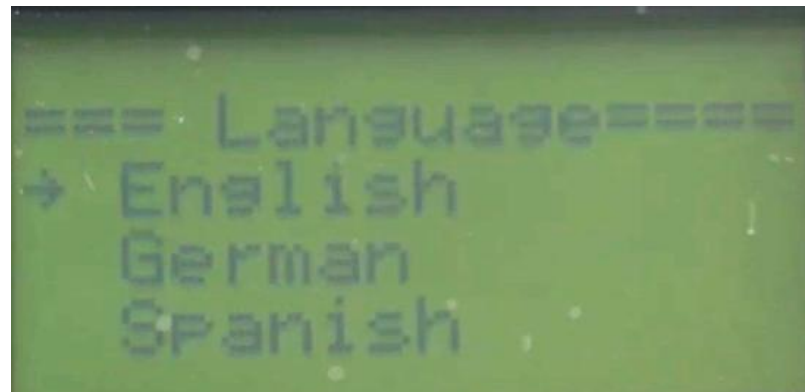 === Language====
→ English
German
Spanish